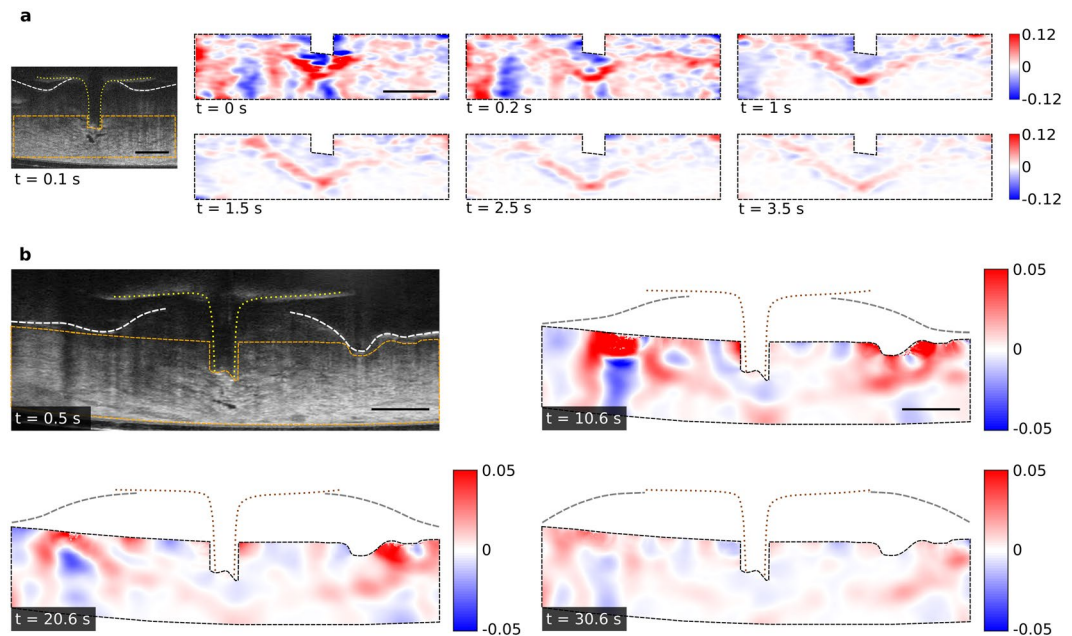 a
t = 0.1 s
t = 0 s
t = 0.2 s
t = 1 s
0.12
0
-0.12
t = 1.5 s
t = 2.5 s
t = 3.5 s
0.12
0
-0.12
b
t = 0.5 s
t = 10.6 s
0.05
0
-0.05
t = 20.6 s
0.05
0
-0.05
t = 30.6 s
0.05
0
-0.05